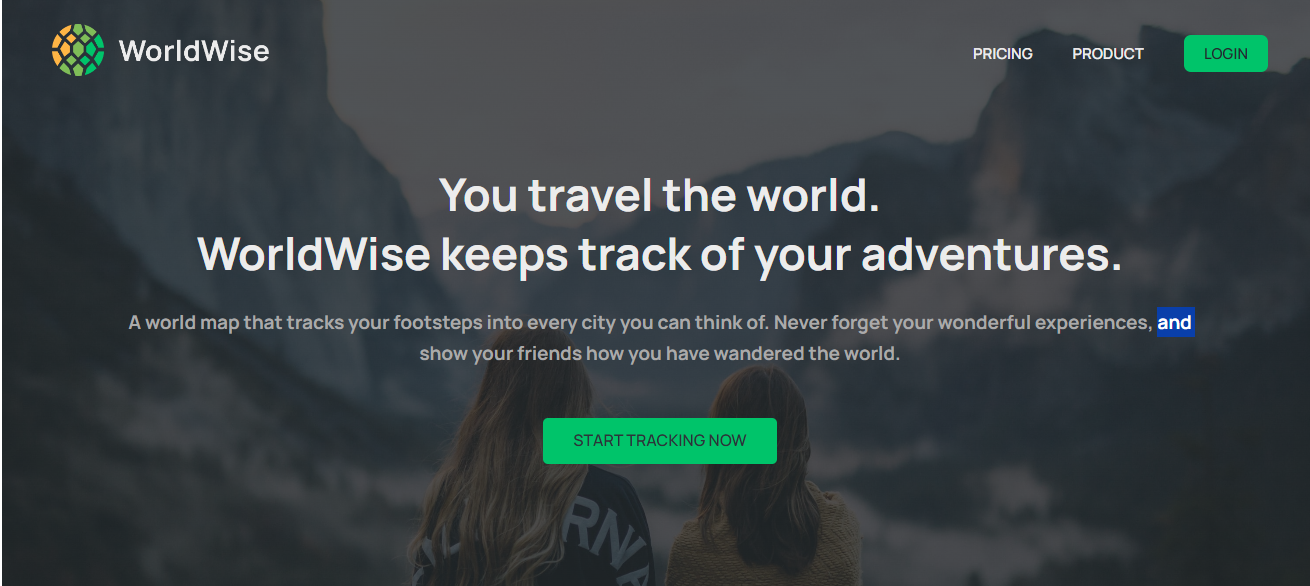 WorldWise
PRICING
PRODUCT
LOGIN
You travel the world.
WorldWise keeps track of your adventures.
A world map that tracks your footsteps into every city you can think of. Never forget your wonderful experiences, and
show your friends how you have wandered the world.
START TRACKING NOW